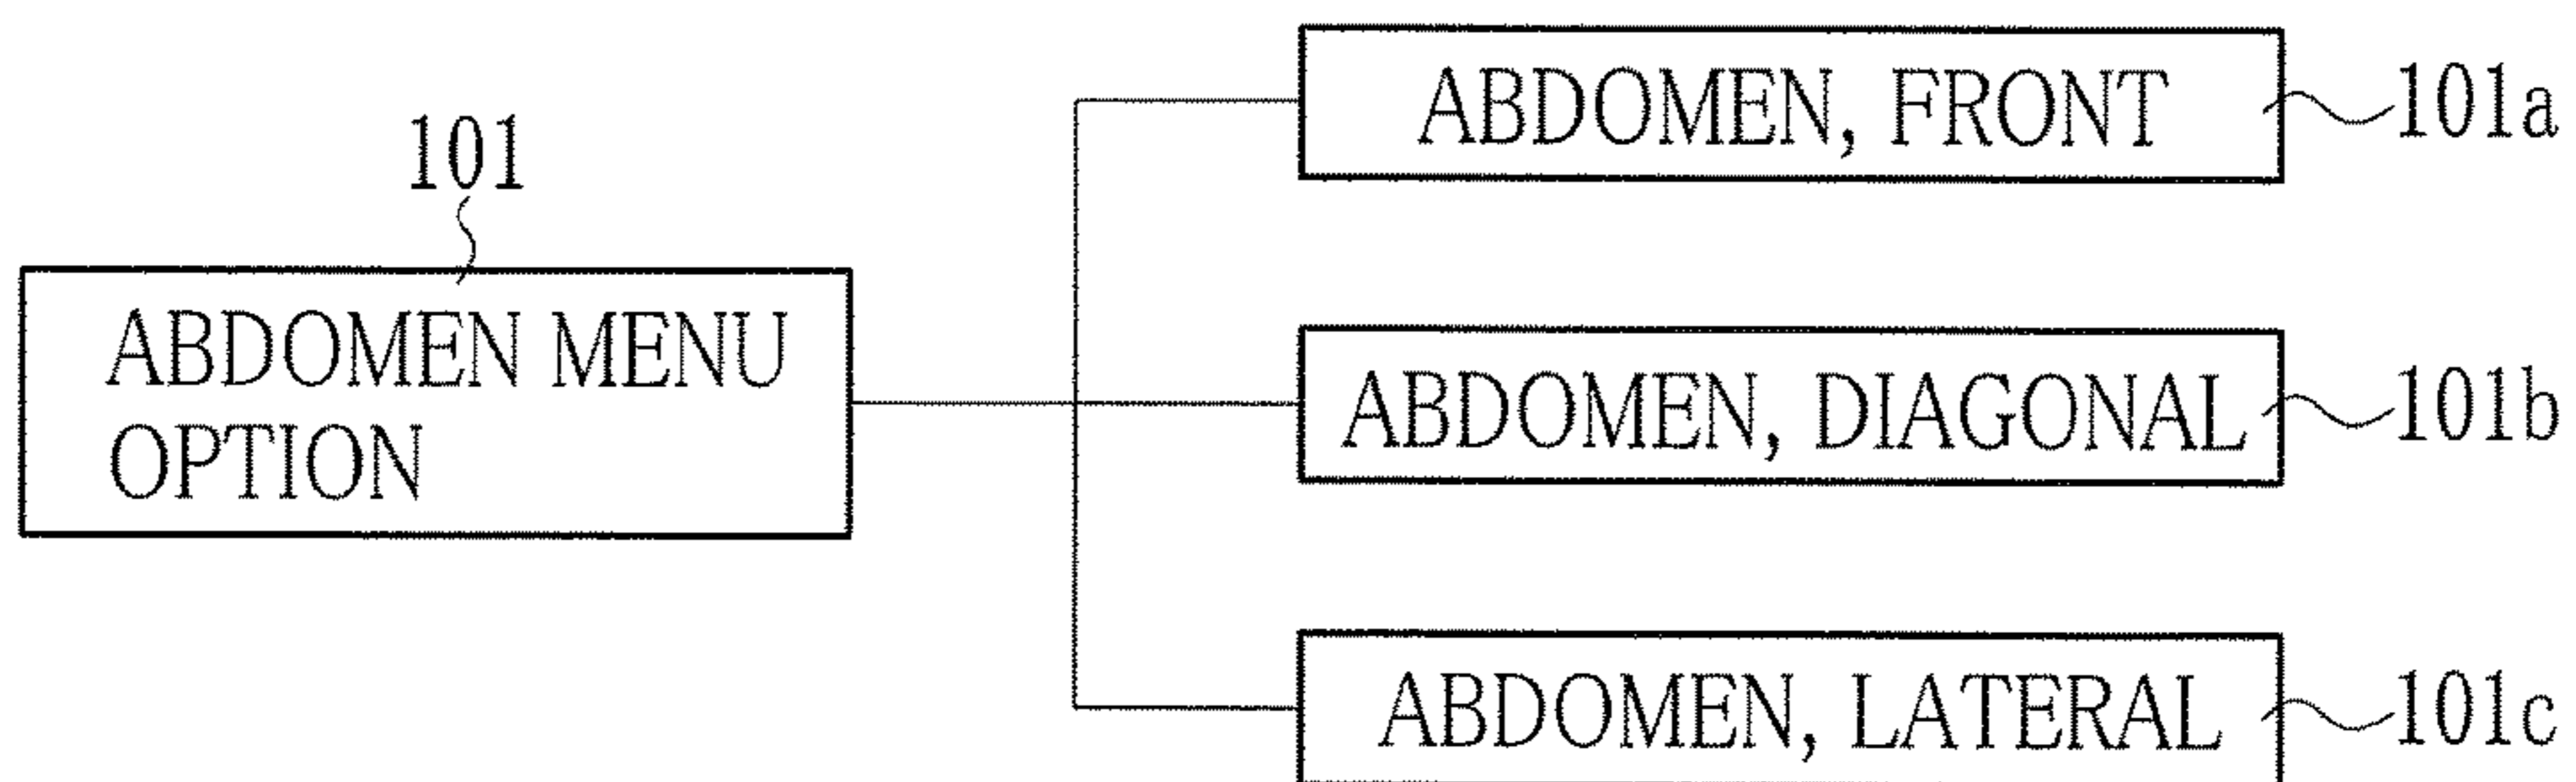 101
ABDOMEN MENU
OPTION
ABDOMEN, FRONT
101a
ABDOMEN, DIAGONAL
101b
ABDOMEN, LATERAL
101c